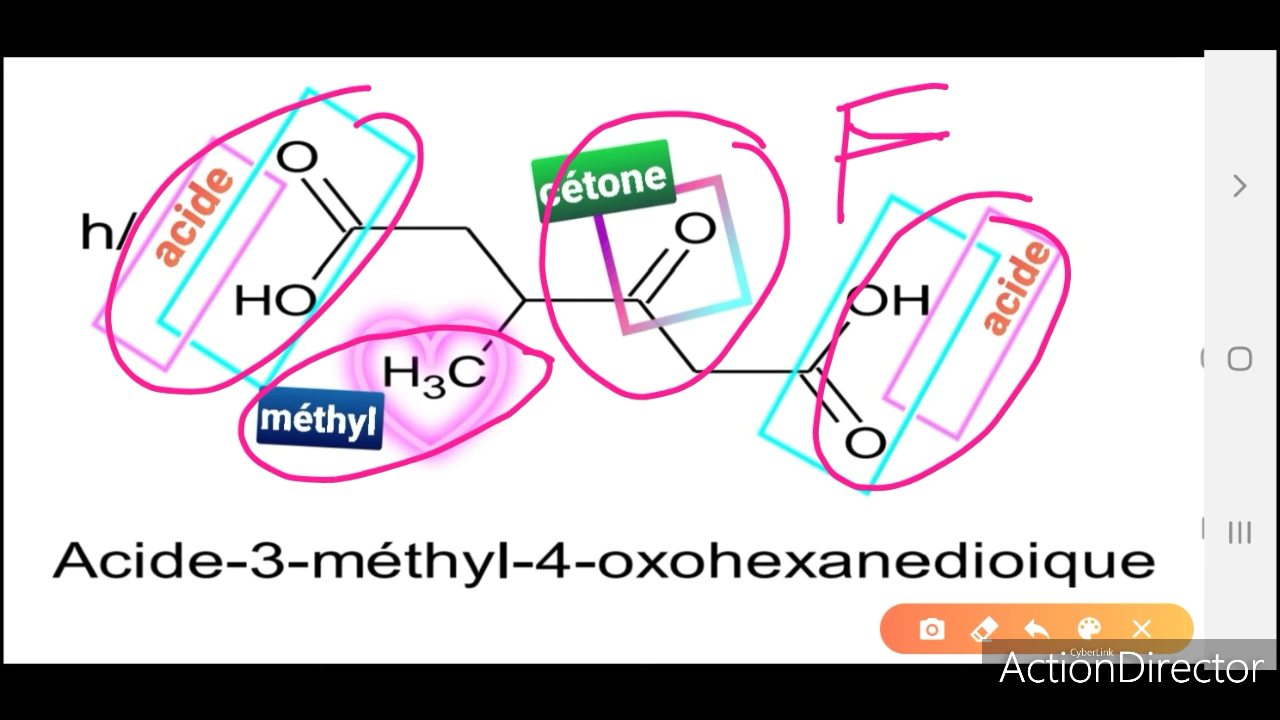 F
cétone
acide
O
O
h/
acide
HO
OH
H₃C
méthyl
O
Acide-3-méthyl-4-oxohexanedioique
CyberLink
ActionDirector